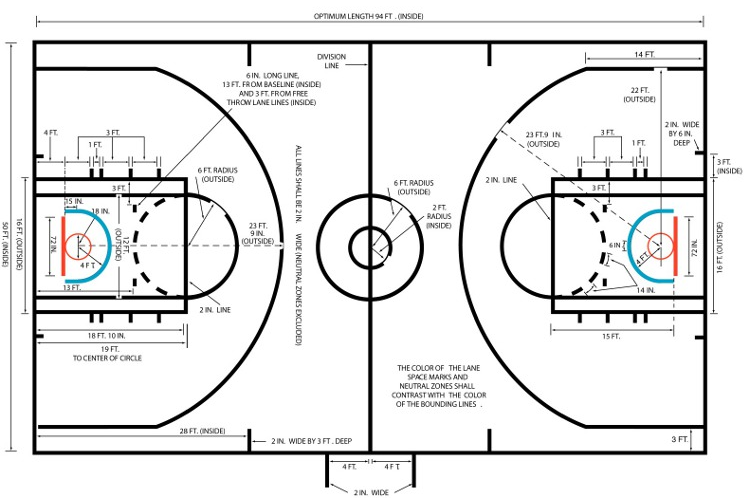 OPTIMUM LENGTH 94 FT . (INSIDE)
DIVISION
LINE
14 FT.
6 IN. LONG LINE,
13 FT. FROM BASELINE (INSIDE)
AND 3 FT. FROM FREE
THROW LANE LINES (INSIDE)
22 FT.
(OUTSIDE)
4 FT.
3 FT.
1 FT.
23 FT.9 IN.
(OUTSIDE)
3 FT.
1 FT.
2 IN. WIDE
BY 6 IN.
DEEP
3 FT.
(INSIDE)
6 FT. RADIUS
(OUTSIDE)
6 FT. RADIUS
(OUTSIDE)
2 IN. LINE
3 FT.
3 FT.
15 IN.
18 IN.
72 IN.
4 FT.
12 FT.
(OUTSIDE)
23 FT.
9 IN.
(OUTSIDE)
2 FT.
RADIUS
(INSIDE)
9 IN.
6 IN.
4 FT.
72 IN.
14 IN.
16 FT. (OUTSIDE)
50 FT. (INSIDE)
16 FT. (OUTSIDE)
ALL LINES SHALL BE 2 IN. WIDE (NEUTRAL ZONES EXCLUDED)
13 FT.
2 IN. LINE
18 FT. 10 IN.
19 FT.
TO CENTER OF CIRCLE
15 FT.
THE COLOR OF THE LANE
SPACE MARKS AND
NEUTRAL ZONES SHALL
CONTRAST WITH THE COLOR
OF THE BOUNDING LINES .
28 FT. (INSIDE)
2 IN. WIDE BY 3 FT . DEEP
3 FT.
4 FT.
4 FT.
2 IN. WIDE